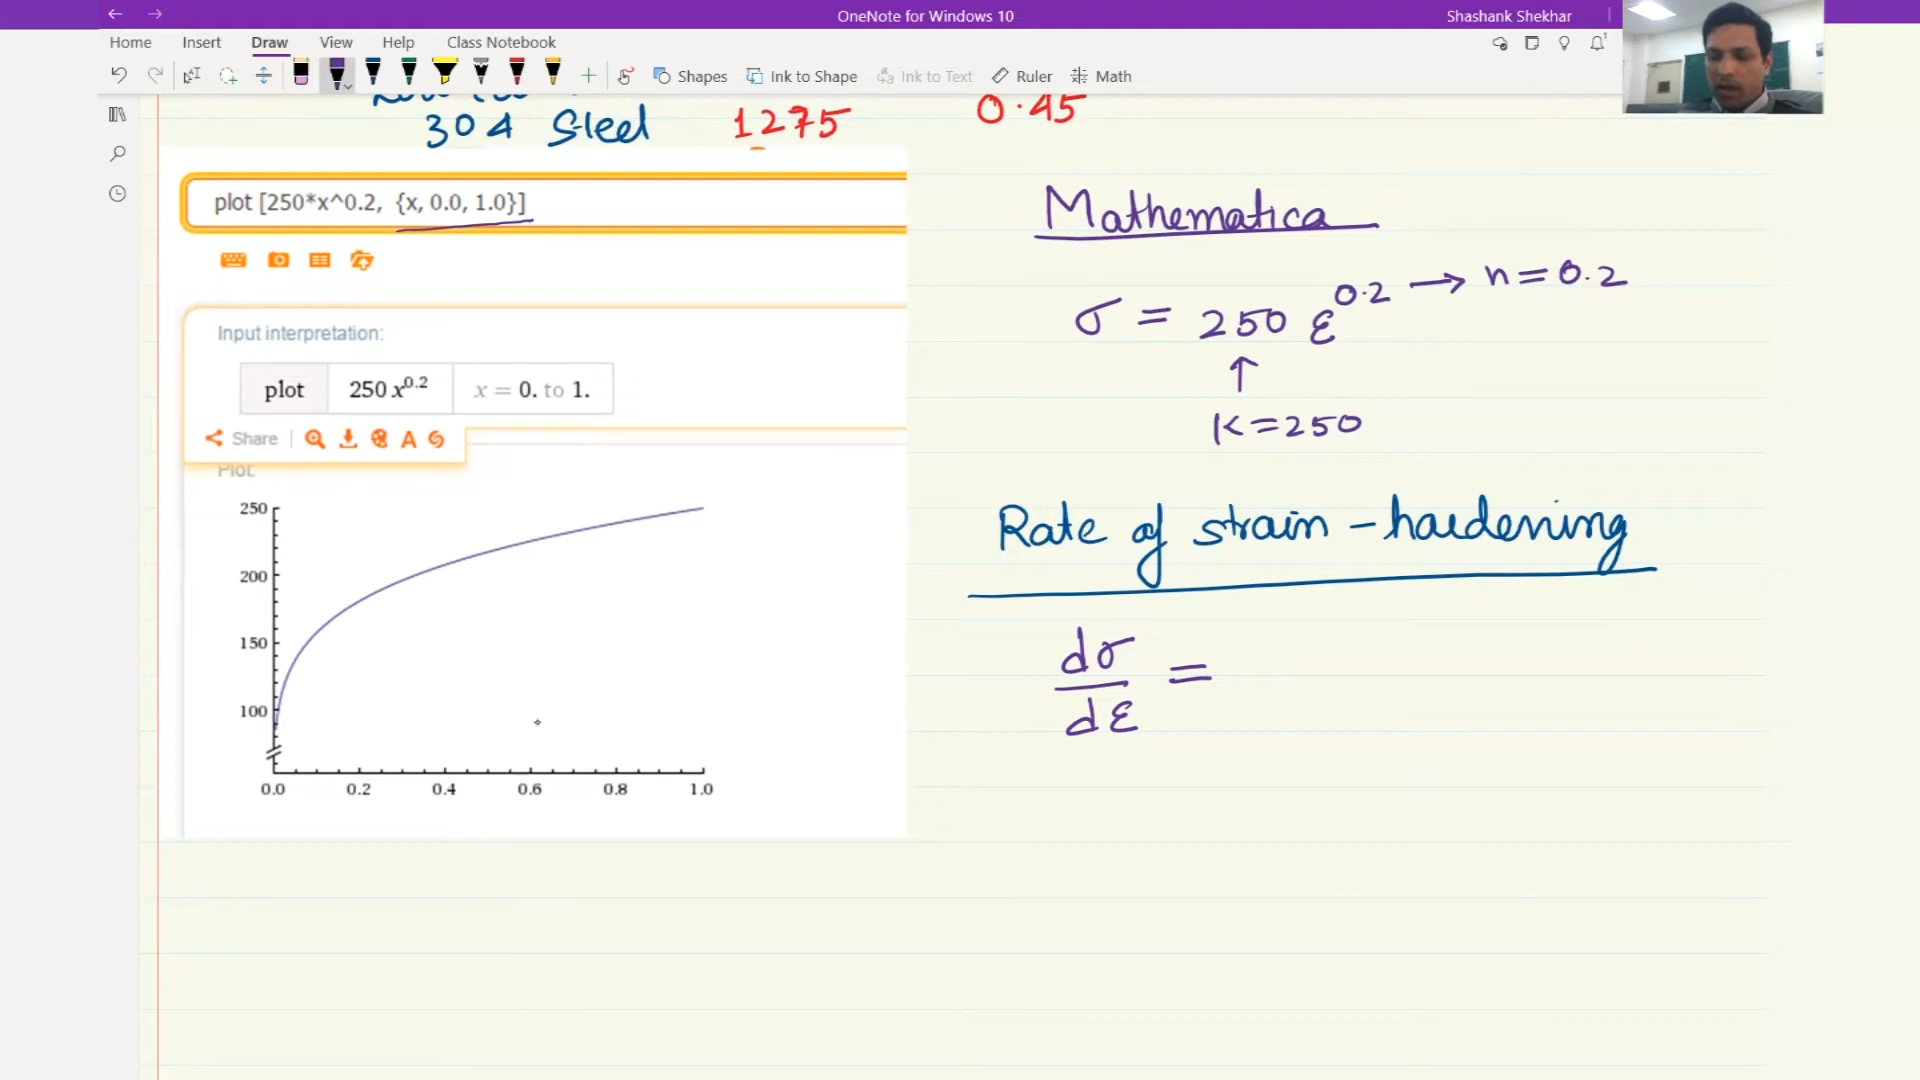 OneNote for Windows 10
Shashank Shekhar
Home Insert Draw View Help Class Notebook
Shapes Ink to Shape Ink to Text Ruler Math
304 Steel 1275 0.45
plot [250*x^0.2, {x, 0.0, 1.0}]
Input interpretation:
plot 250 x^0.2 x = 0. to 1.
Share
Plot:
250
200
150
100
0.0 0.2 0.4 0.6 0.8 1.0
Mathematica
σ = 250 ε^0.2 → n = 0.2
↑
K = 250
Rate of strain - hardening
dσ/dε =